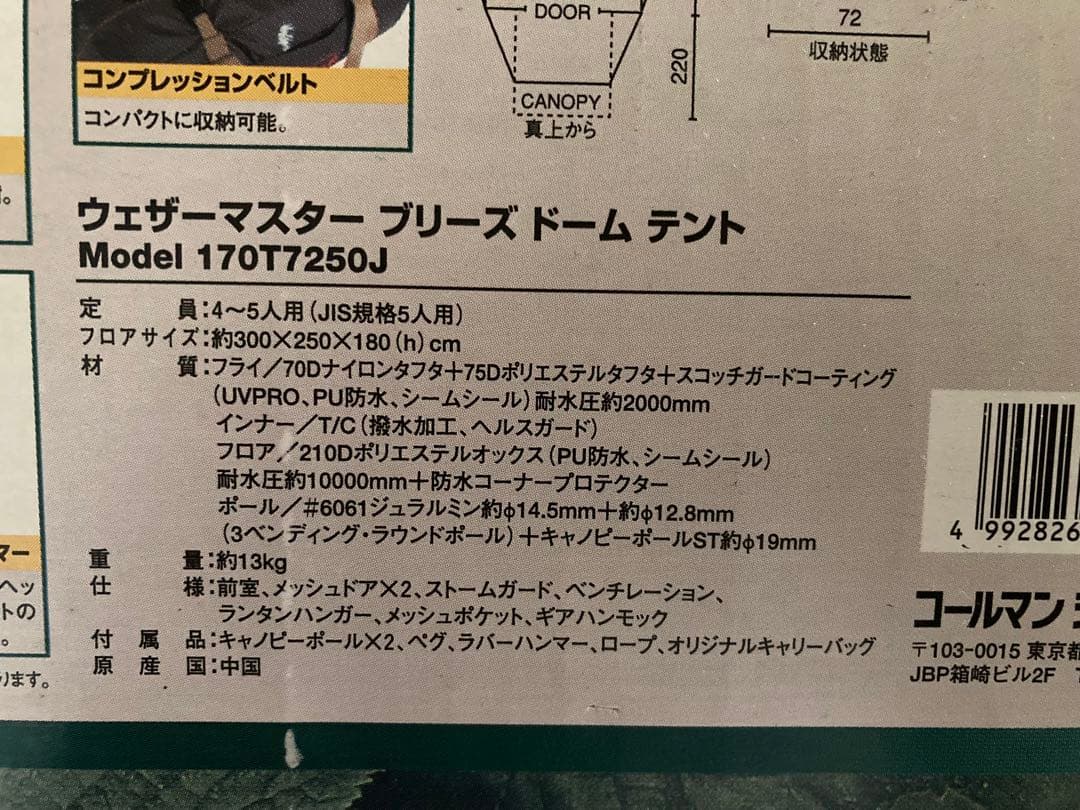 DOOR
72
収納状態
220
コンプレッションベルト
CANOPY
コンパクトに収納可能。
真上から
ウェザーマスター ブリーズ ドーム テント
Model 170T7250J
定員:4〜5人用(JIS規格5人用)
フロアサイズ:約300×250×180(h)cm
材質:フライ/70Dナイロンタフタ+75Dポリエステルタフタ+スコッチガードコーティング
(UVPRO、PU防水、シームシール)耐水圧約2000mm
インナー/T/C(撥水加工、ヘルスガード)
フロア/210Dポリエステルオックス(PU防水、シームシール)
耐水圧約10000mm+防水コーナープロテクター
ポール/#6061ジュラルミン約φ14.5mm+約φ12.8mm
(3ベンディング・ラウンドポール)+キャノピーポールST約φ19mm
重量:約13kg
仕様:前室、メッシュドア×2、ストームガード、ベンチレーション、
ランタンハンガー、メッシュポケット、ギアハンモック
付属品:キャノピーポール×2、ペグ、ラバーハンマー、ロープ、オリジナルキャリーバッグ
原産国:中国
4 992826
コールマン
〒103-0015 東京都
JBP箱崎ビル2F
マー
ヘッ
トの
。
ります。